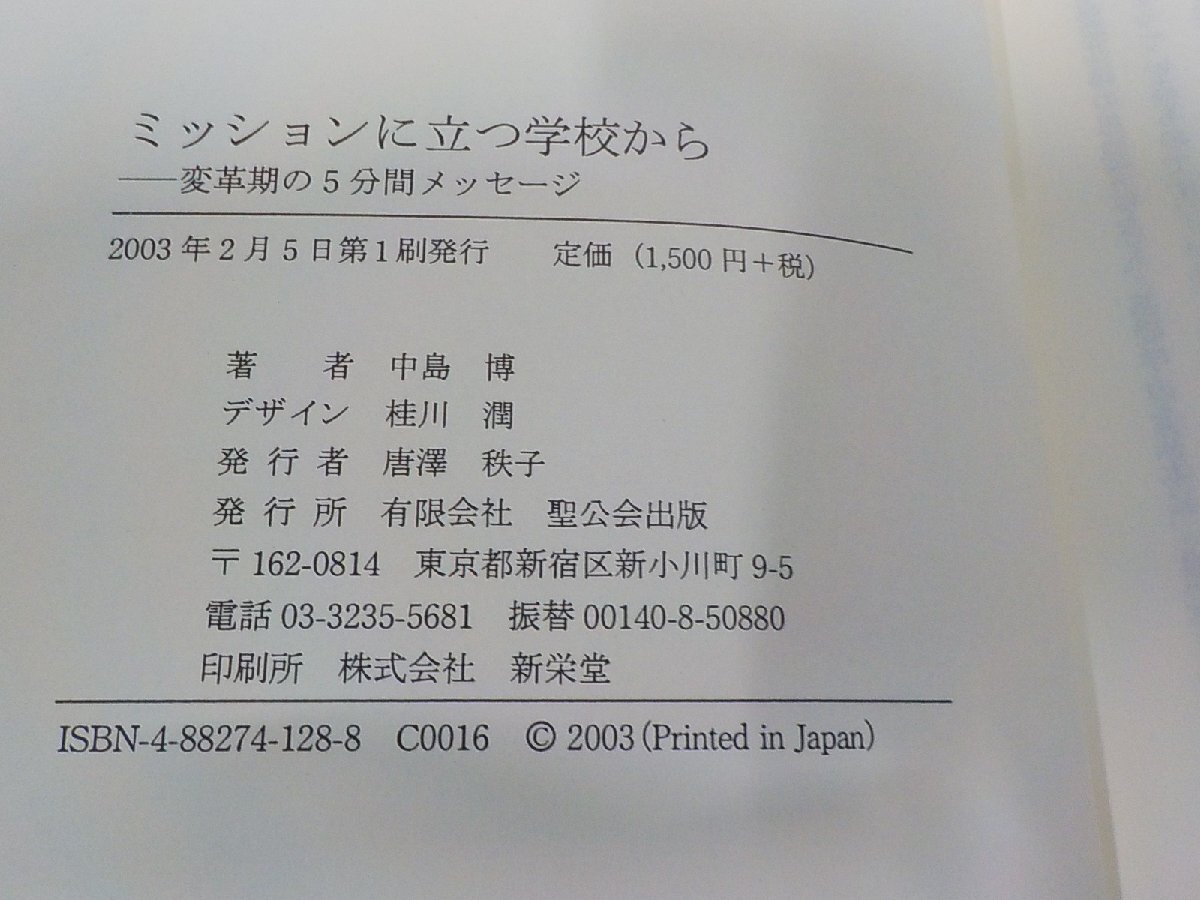 ミッションに立つ学校から
――変革期の5分間メッセージ
2003年2月5日第1刷発行　定価（1,500円＋税）
著　者　中島　博
デザイン　桂川　潤
発行者　唐澤　秩子
発行所　有限会社　聖公会出版
〒162-0814　東京都新宿区新小川町9-5
電話03-3235-5681　振替00140-8-50880
印刷所　株式会社　新栄堂
ISBN-4-88274-128-8　C0016　© 2003 (Printed in Japan)